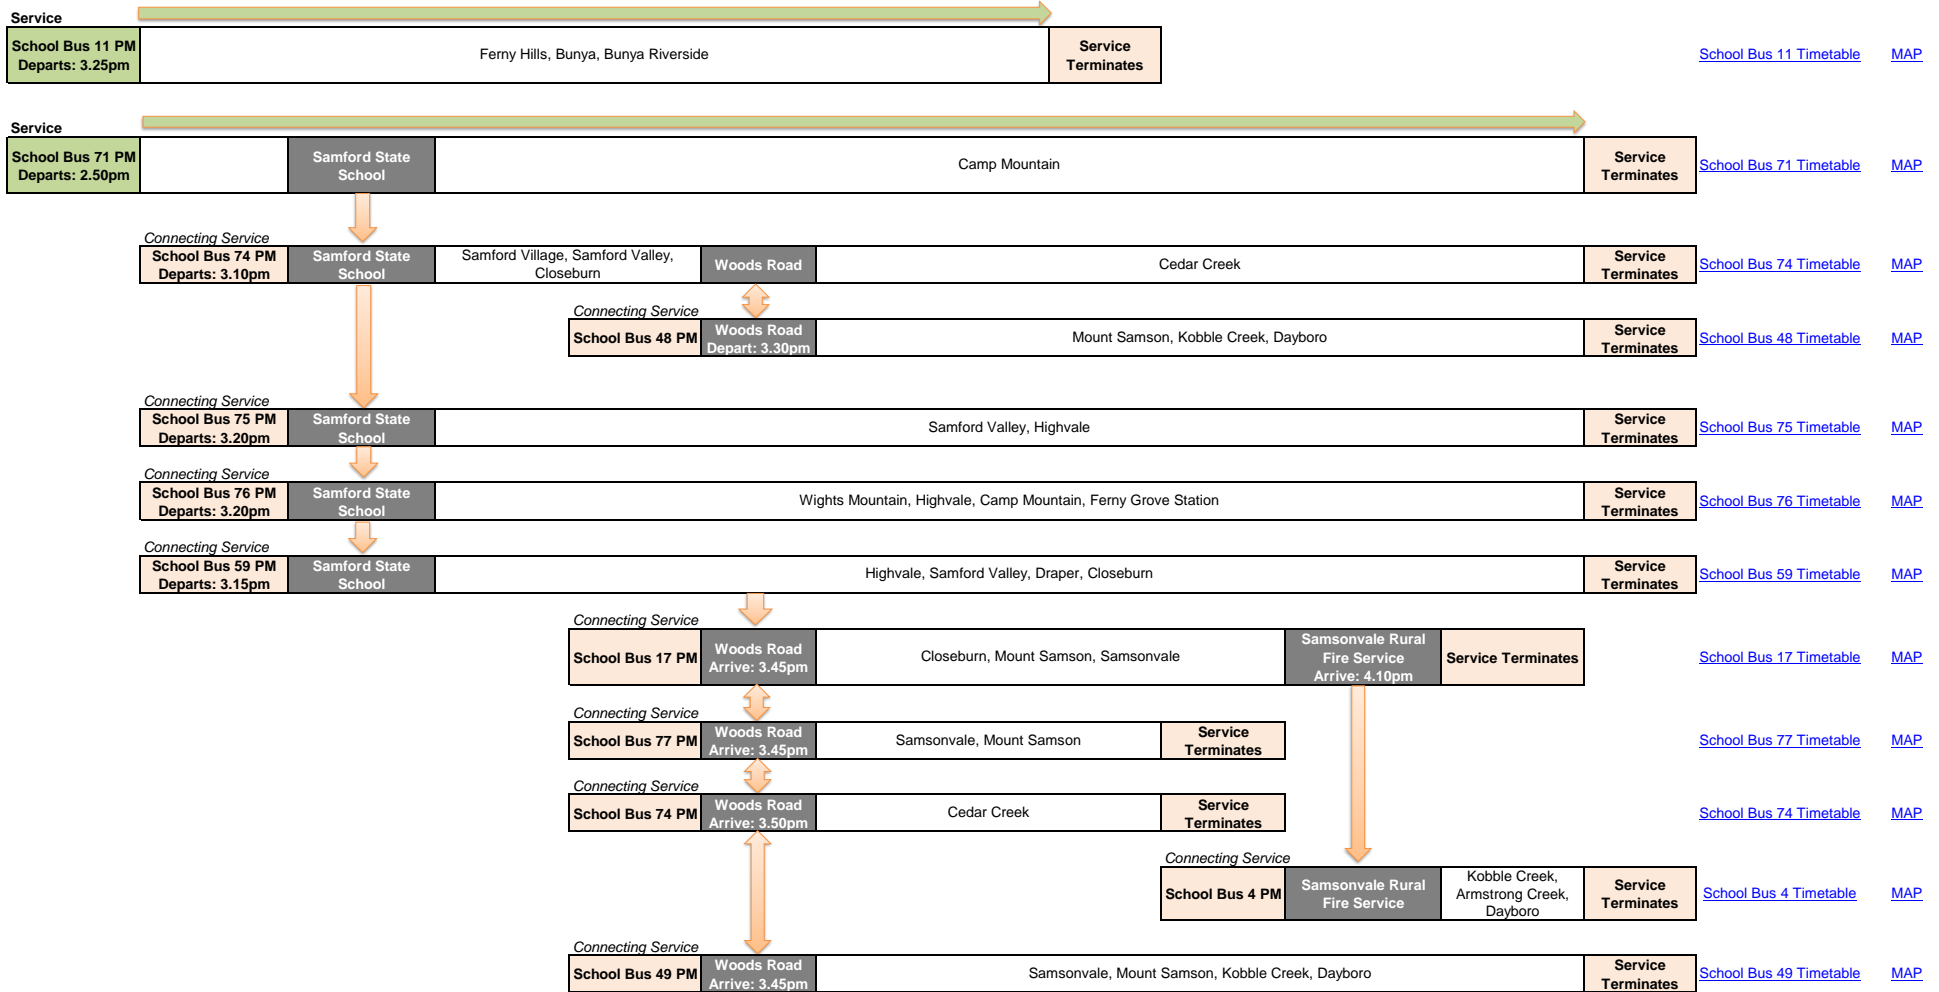 Service
School Bus 11 PM
Departs: 3.25pm
Ferny Hills, Bunya, Bunya Riverside
Service
Terminates
School Bus 11 Timetable
MAP
Service
School Bus 71 PM
Departs: 2.50pm
Samford State
School
Camp Mountain
Service
Terminates
School Bus 71 Timetable
MAP
Connecting Service
School Bus 74 PM
Departs: 3.10pm
Samford State
School
Samford Village, Samford Valley,
Closeburn
Woods Road
Cedar Creek
Service
Terminates
School Bus 74 Timetable
MAP
Connecting Service
School Bus 48 PM
Woods Road
Depart: 3.30pm
Mount Samson, Kobble Creek, Dayboro
Service
Terminates
School Bus 48 Timetable
MAP
Connecting Service
School Bus 75 PM
Departs: 3.20pm
Samford State
School
Samford Valley, Highvale
Service
Terminates
School Bus 75 Timetable
MAP
Connecting Service
School Bus 76 PM
Departs: 3.20pm
Samford State
School
Wights Mountain, Highvale, Camp Mountain, Ferny Grove Station
Service
Terminates
School Bus 76 Timetable
MAP
Connecting Service
School Bus 59 PM
Departs: 3.15pm
Samford State
School
Highvale, Samford Valley, Draper, Closeburn
Service
Terminates
School Bus 59 Timetable
MAP
Connecting Service
School Bus 17 PM
Woods Road
Arrive: 3.45pm
Closeburn, Mount Samson, Samsonvale
Samsonvale Rural
Fire Service
Arrive: 4.10pm
Service Terminates
School Bus 17 Timetable
MAP
Connecting Service
School Bus 77 PM
Woods Road
Arrive: 3.45pm
Samsonvale, Mount Samson
Service
Terminates
School Bus 77 Timetable
MAP
Connecting Service
School Bus 74 PM
Woods Road
Arrive: 3.50pm
Cedar Creek
Service
Terminates
School Bus 74 Timetable
MAP
Connecting Service
School Bus 4 PM
Samsonvale Rural
Fire Service
Kobble Creek,
Armstrong Creek,
Dayboro
Service
Terminates
School Bus 4 Timetable
MAP
Connecting Service
School Bus 49 PM
Woods Road
Arrive: 3.45pm
Samsonvale, Mount Samson, Kobble Creek, Dayboro
Service
Terminates
School Bus 49 Timetable
MAP